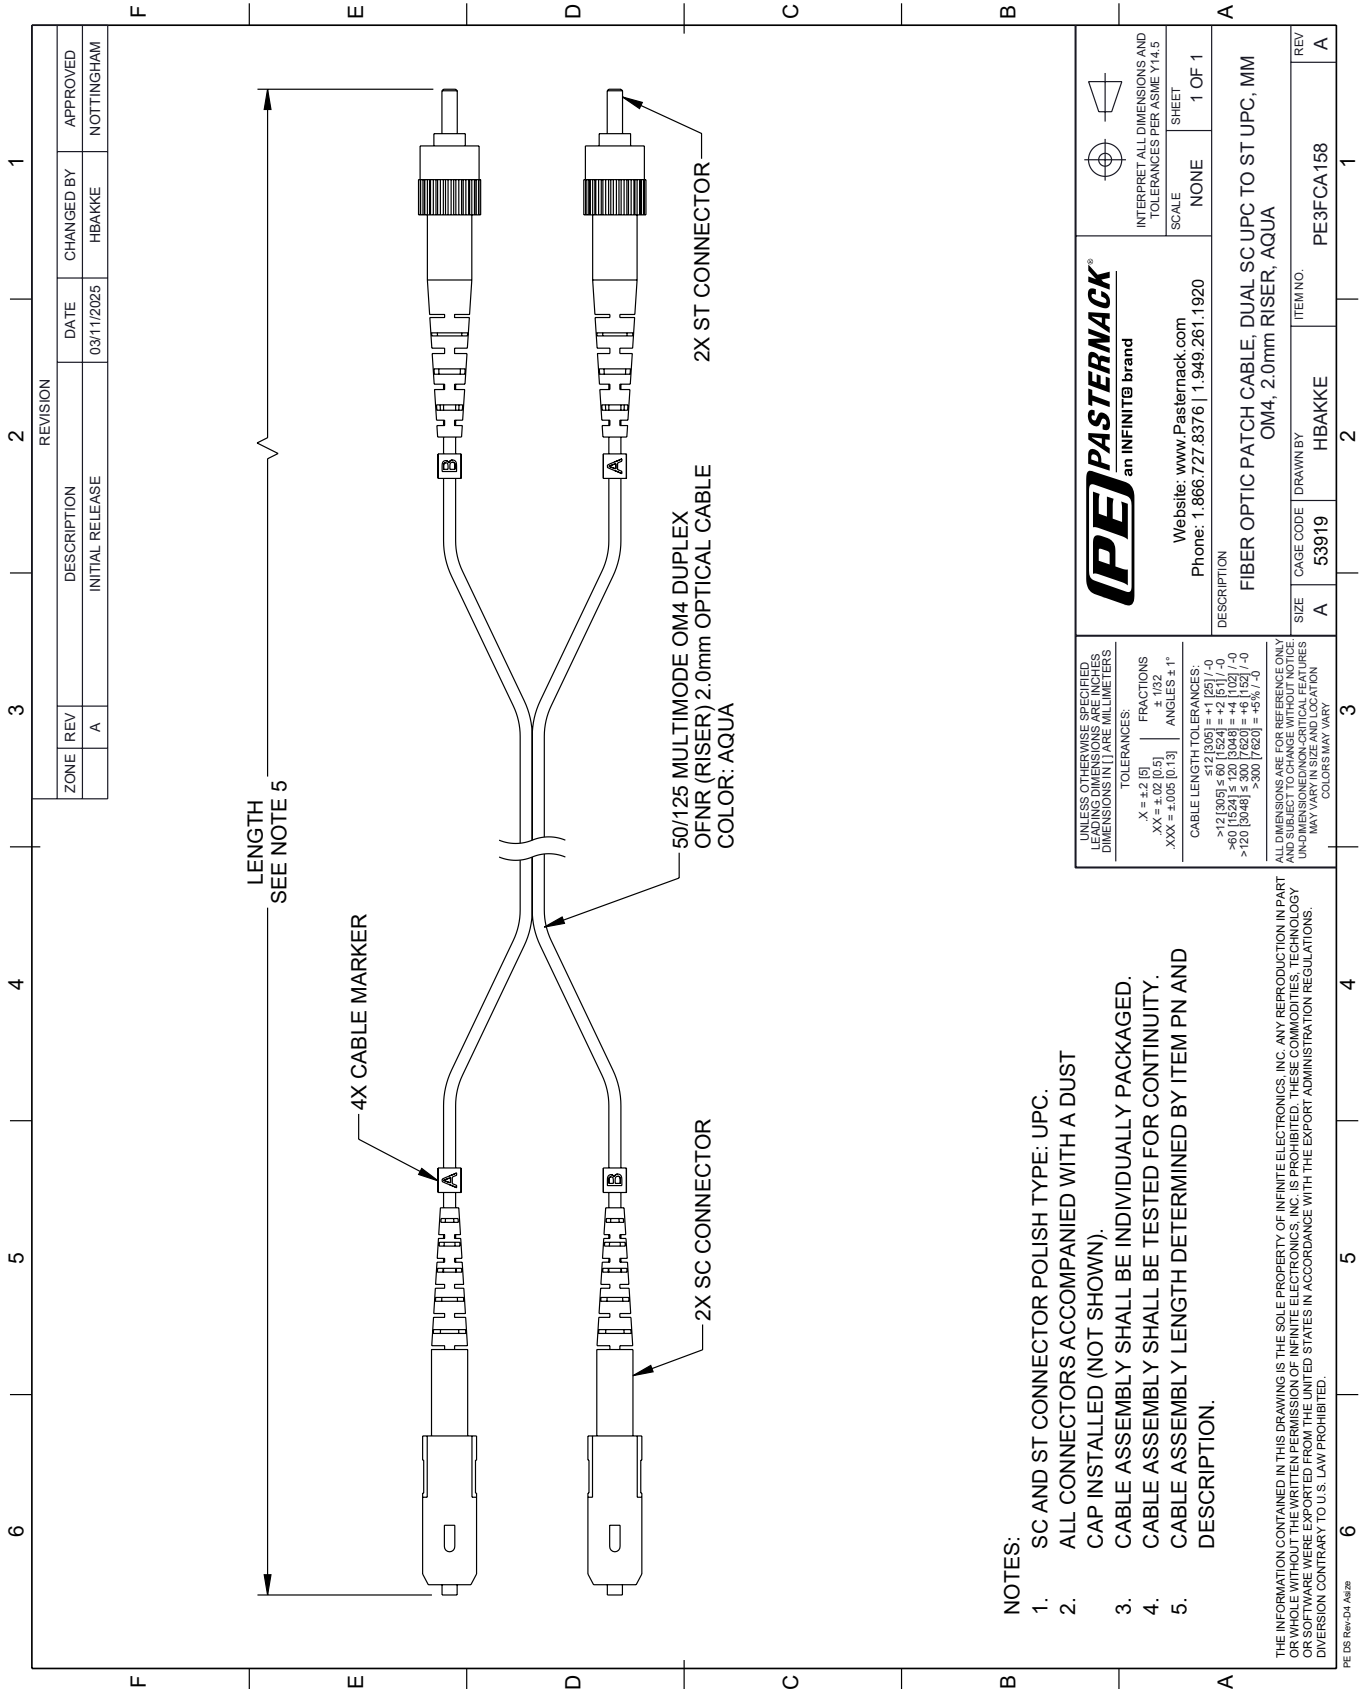 6
5
4
3
2
1
F
E
D
C
B
A
F
E
D
C
B
A
REVISION
ZONE REV DESCRIPTION DATE CHANGED BY APPROVED
A INITIAL RELEASE 03/11/2025 HBAKKE NOTTINGHAM
LENGTH
SEE NOTE 5
4X CABLE MARKER
A
B
B
A
2X SC CONNECTOR
2X ST CONNECTOR
50/125 MULTIMODE OM4 DUPLEX
OFNR (RISER) 2.0mm OPTICAL CABLE
COLOR: AQUA
NOTES:
1. SC AND ST CONNECTOR POLISH TYPE: UPC.
2. ALL CONNECTORS ACCOMPANIED WITH A DUST
CAP INSTALLED (NOT SHOWN).
3. CABLE ASSEMBLY SHALL BE INDIVIDUALLY PACKAGED.
4. CABLE ASSEMBLY SHALL BE TESTED FOR CONTINUITY.
5. CABLE ASSEMBLY LENGTH DETERMINED BY ITEM PN AND
DESCRIPTION.
THE INFORMATION CONTAINED IN THIS DRAWING IS THE SOLE PROPERTY OF INFINITE ELECTRONICS, INC. ANY REPRODUCTION IN PART
OR WHOLE WITHOUT THE WRITTEN PERMISSION OF INFINITE ELECTRONICS, INC. IS PROHIBITED. THESE COMMODITIES, TECHNOLOGY
OR SOFTWARE WERE EXPORTED FROM THE UNITED STATES IN ACCORDANCE WITH THE EXPORT ADMINISTRATION REGULATIONS.
DIVERSION CONTRARY TO U.S. LAW PROHIBITED.
UNLESS OTHERWISE SPECIFIED
LEADING DIMENSIONS ARE INCHES
DIMENSIONS IN [ ] ARE MILLIMETERS
TOLERANCES:
.X = ±.2 [5]
.XX = ±.02 [0.5]
.XXX = ±.005 [0.13]
FRACTIONS
± 1/32
ANGLES ± 1°
CABLE LENGTH TOLERANCES:
≤12 [305] = +1 [25] / -0
>12 [305] ≤ 60 [1524] = +2 [51] / -0
>60 [1524] ≤ 120 [3048] = +4 [102] / -0
>120 [3048] ≤ 300 [7620] = +6 [152] / -0
>300 [7620] = +5% / -0
ALL DIMENSIONS ARE FOR REFERENCE ONLY
AND SUBJECT TO CHANGE WITHOUT NOTICE.
UN-DIMENSIONED/NON-CRITICAL FEATURES
MAY VARY IN SIZE AND LOCATION
COLORS MAY VARY
PE PASTERNACK®
an INFINIT@ brand
Website: www.Pasternack.com
Phone: 1.866.727.8376 | 1.949.261.1920
INTERPRET ALL DIMENSIONS AND
TOLERANCES PER ASME Y14.5
SCALE
NONE
SHEET
1 OF 1
DESCRIPTION
FIBER OPTIC PATCH CABLE, DUAL SC UPC TO ST UPC, MM
OM4, 2.0mm RISER, AQUA
SIZE
A
CAGE CODE
53919
DRAWN BY
HBAKKE
ITEM NO.
PE3FCA158
REV
A
6
5
4
3
2
1
PE DS Rev-D4 Asize